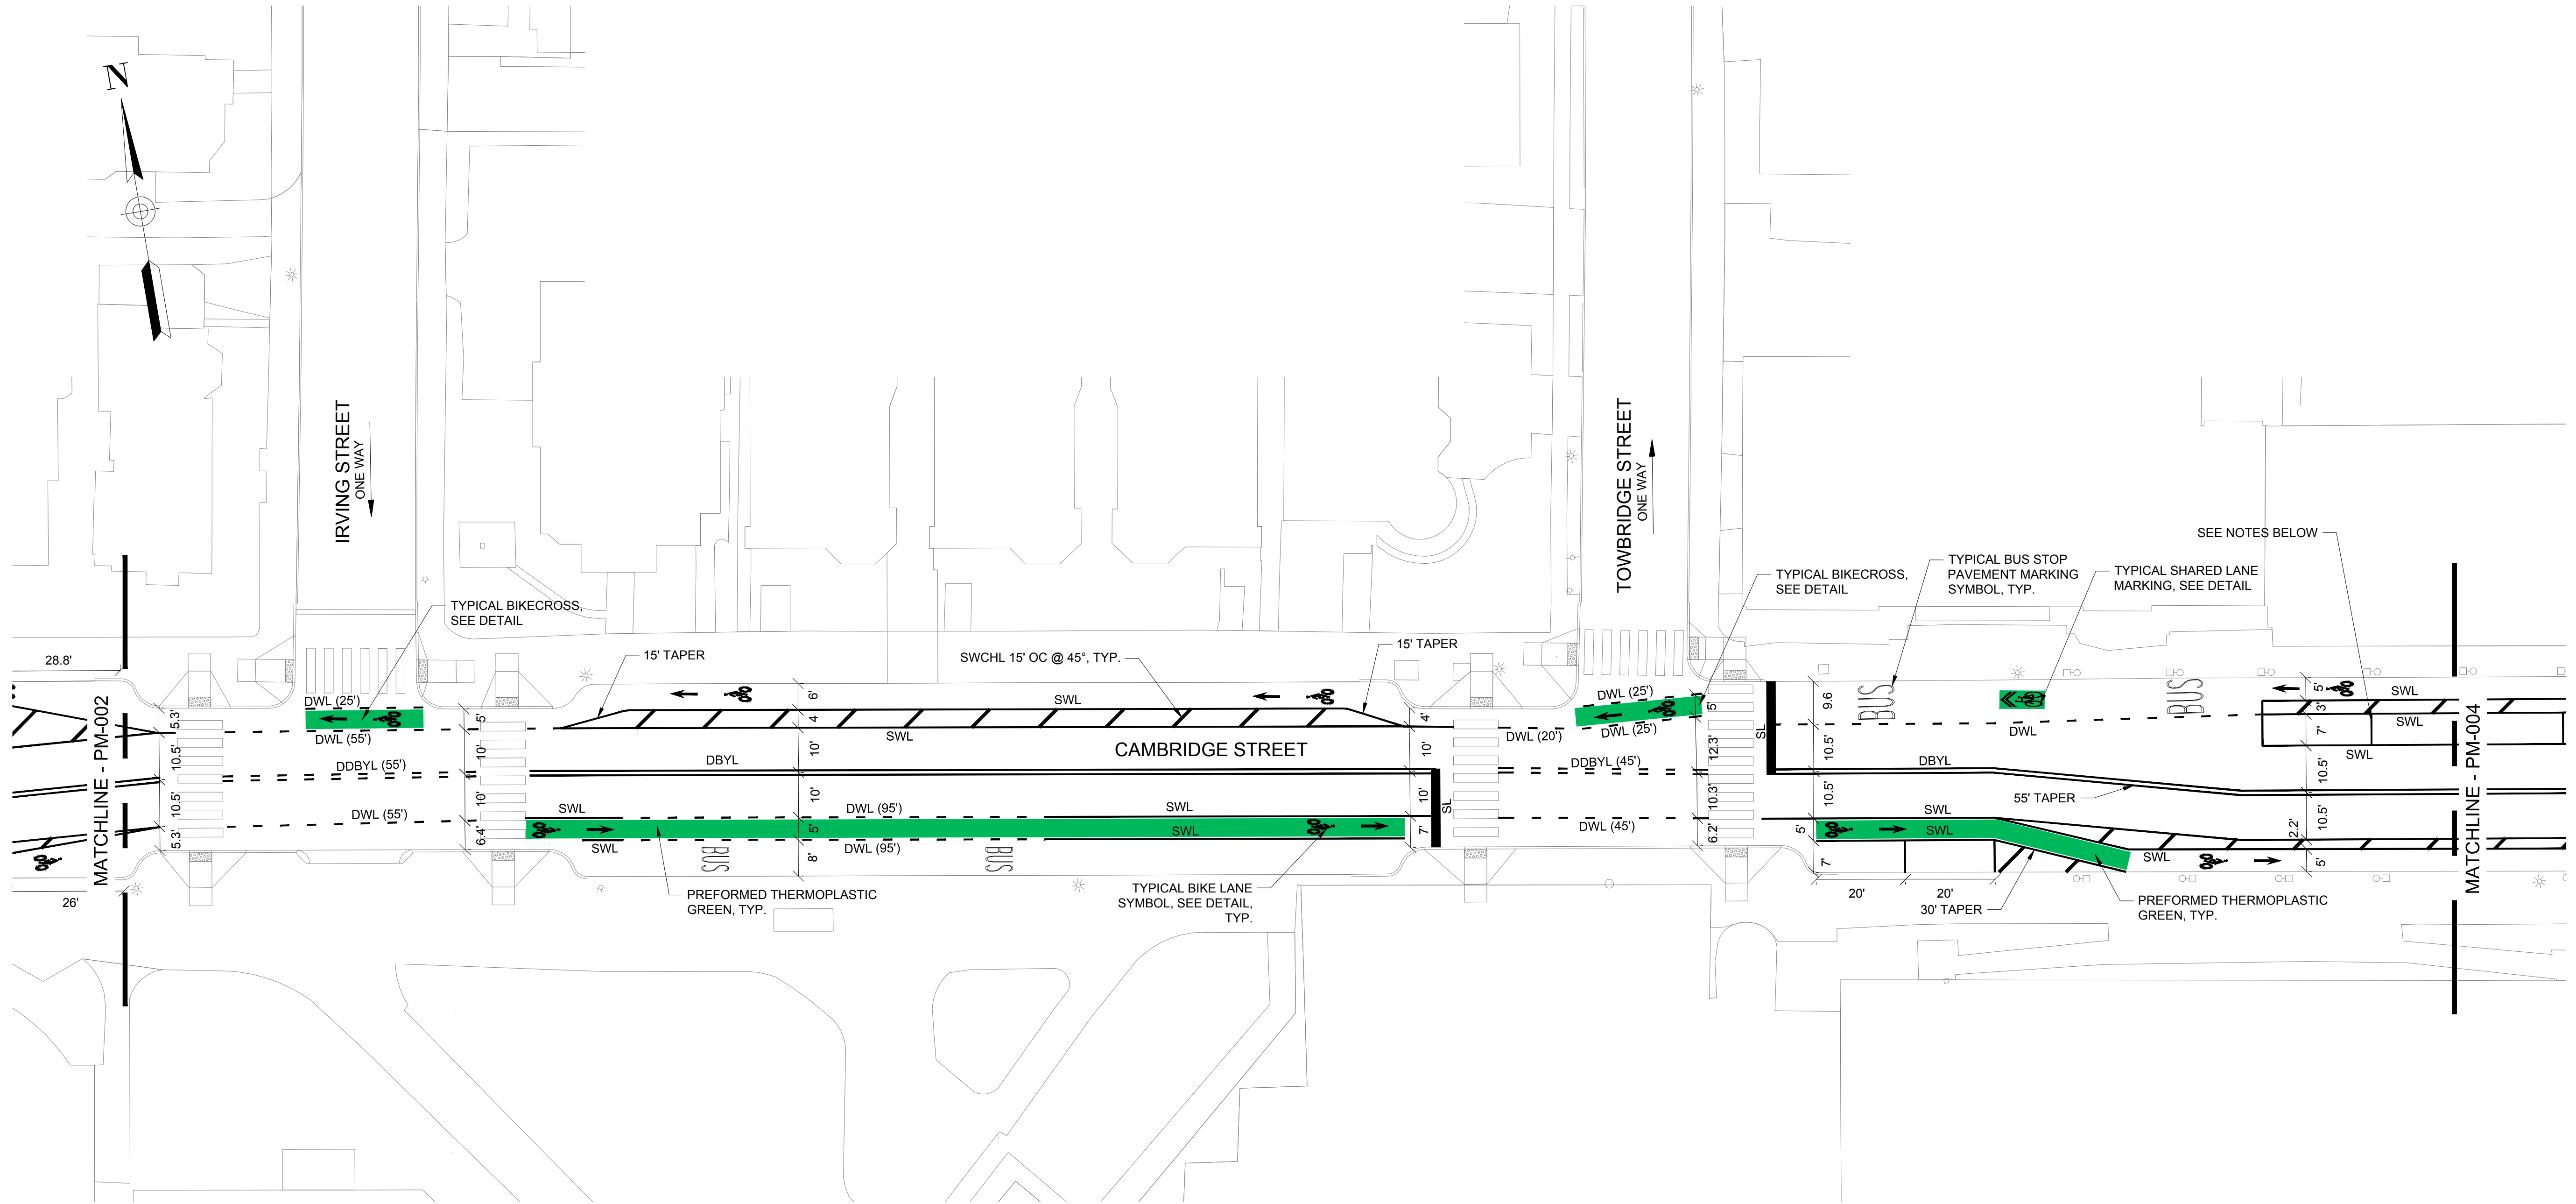 N
IRVING STREET
ONE WAY
TOWBRIDGE STREET
ONE WAY
SEE NOTES BELOW
TYPICAL BUS STOP
PAVEMENT MARKING
SYMBOL, TYP.
TYPICAL SHARED LANE
MARKING, SEE DETAIL
TYPICAL BIKECROSS,
SEE DETAIL
TYPICAL BIKECROSS,
SEE DETAIL
28.8'
15' TAPER
SWCHL 15' OC @ 45°, TYP.
15' TAPER
MATCHLINE - PM-002
26'
5.3'
10.5'
10.5'
5.3'
DWL (25')
DWL (55')
DDBYL (55')
DWL (55')
5'
10'
10'
6.4'
SWL
SWL
6'
4
10'
10'
5'
8'
CAMBRIDGE STREET
DBYL
SWL
DWL (95')
SWL
SWL
SWL
DWL (95')
BUS
BUS
PREFORMED THERMOPLASTIC
GREEN, TYP.
TYPICAL BIKE LANE
SYMBOL, SEE DETAIL,
TYP.
4'
10'
10'
7'
SL
DWL (25')
DWL (20')
DWL (25')
DDBYL (45')
DWL (45')
5'
12.3'
10.3'
6.2'
SL
9.6
10.5'
10.5'
5'
7'
BUS
BUS
DWL
DBYL
55' TAPER
SWL
SWL
SWL
20'
20'
30' TAPER
PREFORMED THERMOPLASTIC
GREEN, TYP.
5'
3'
7'
10.5'
10.5'
2.2'
5'
SWL
SWL
SWL
MATCHLINE - PM-004